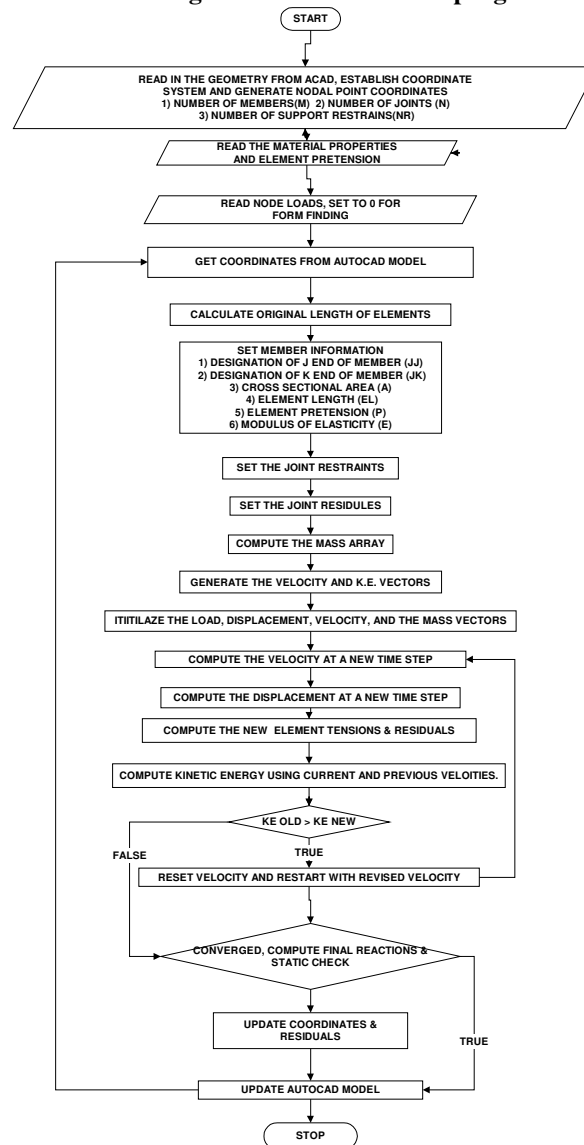 START
READ IN THE GEOMETRY FROM ACAD, ESTABLISH COORDINATE
SYSTEM AND GENERATE NODAL POINT COORDINATES
1) NUMBER OF MEMBERS(M) 2) NUMBER OF JOINTS (N)
3) NUMBER OF SUPPORT RESTRAINS(NR)
READ THE MATERIAL PROPERTIES
AND ELEMENT PRETENSION
READ NODE LOADS, SET TO 0 FOR
FORM FINDING
GET COORDINATES FROM AUTOCAD MODEL
CALCULATE ORIGINAL LENGTH OF ELEMENTS
SET MEMBER INFORMATION
1) DESIGNATION OF J END OF MEMBER (JJ)
2) DESIGNATION OF K END OF MEMBER (JK)
3) CROSS SECTIONAL AREA (A)
4) ELEMENT LENGTH (EL)
5) ELEMENT PRETENSION (P)
6) MODULUS OF ELASTICITY (E)
SET THE JOINT RESTRAINTS
SET THE JOINT RESIDULES
COMPUTE THE MASS ARRAY
GENERATE THE VELOCITY AND K.E. VECTORS
ITITILAZE THE LOAD, DISPLACEMENT, VELOCITY, AND THE MASS VECTORS
COMPUTE THE VELOCITY AT A NEW TIME STEP
COMPUTE THE DISPLACEMENT AT A NEW TIME STEP
COMPUTE THE NEW ELEMENT TENSIONS & RESIDUALS
COMPUTE KINETIC ENERGY USING CURRENT AND PREVIOUS VELOITIES.
KE OLD > KE NEW
FALSE
TRUE
RESET VELOCITY AND RESTART WITH REVISED VELOCITY
CONVERGED, COMPUTE FINAL REACTIONS &
STATIC CHECK
UPDATE COORDINATES &
RESIDUALS
TRUE
UPDATE AUTOCAD MODEL
STOP